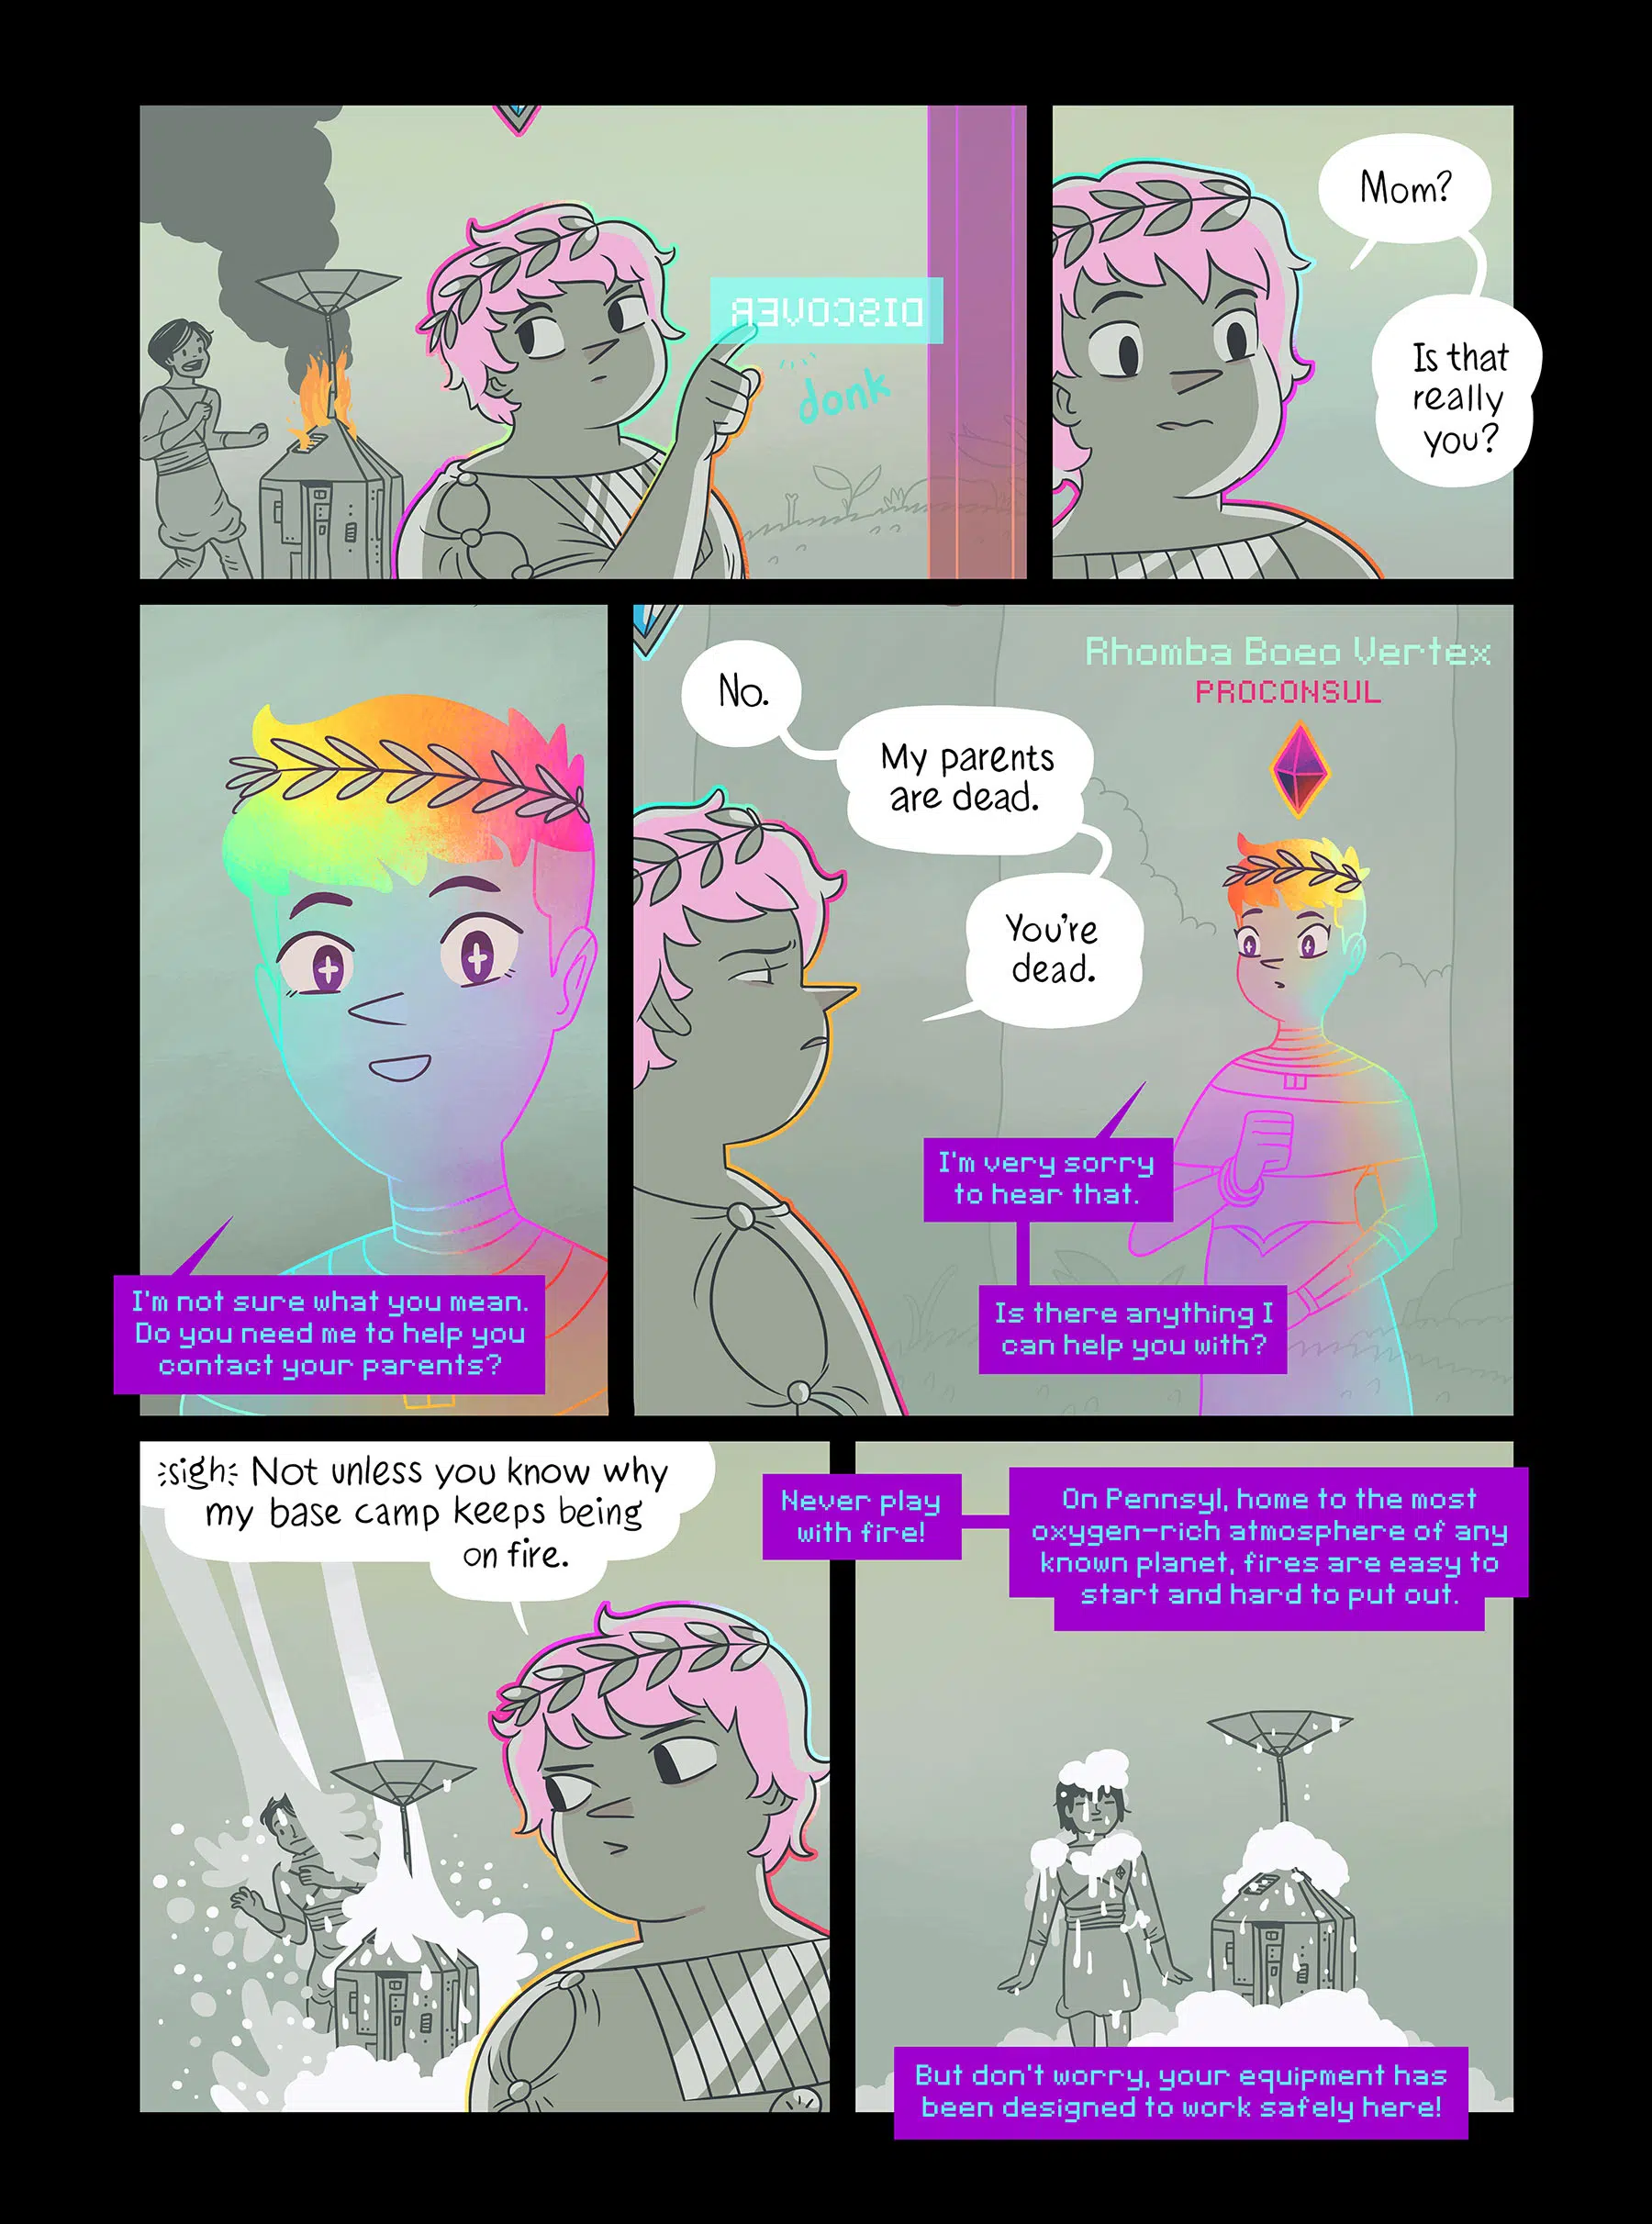 DISCOVER
donk
Mom?
Is that
really
you?
I'm not sure what you mean.
Do you need me to help you
contact your parents?
Rhomba Boeo Vertex
PROCONSUL
No.
My parents
are dead.
You're
dead.
I'm very sorry
to hear that.
Is there anything I
can help you with?
sigh Not unless you know why
my base camp keeps being
on fire.
Never play
with fire!
On Pennsyl, home to the most
oxygen-rich atmosphere of any
known planet, fires are easy to
start and hard to put out.
But don't worry, your equipment has
been designed to work safely here!